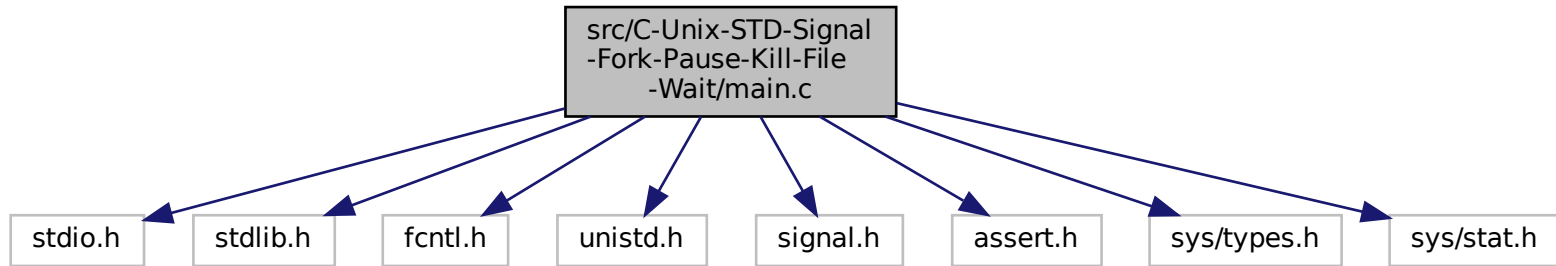 src/C-Unix-STD-Signal
-Fork-Pause-Kill-File
-Wait/main.c
stdio.h
stdlib.h
fcntl.h
unistd.h
signal.h
assert.h
sys/types.h
sys/stat.h